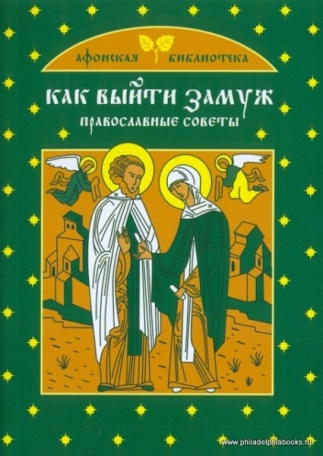 АФОНСКАЯ БИБЛИОТЕКА
КАК ВЫЙТИ ЗАМУЖ
ПРАВОСЛАВНЫЕ СОВЕТЫ
www.philadelphiabooks.ru